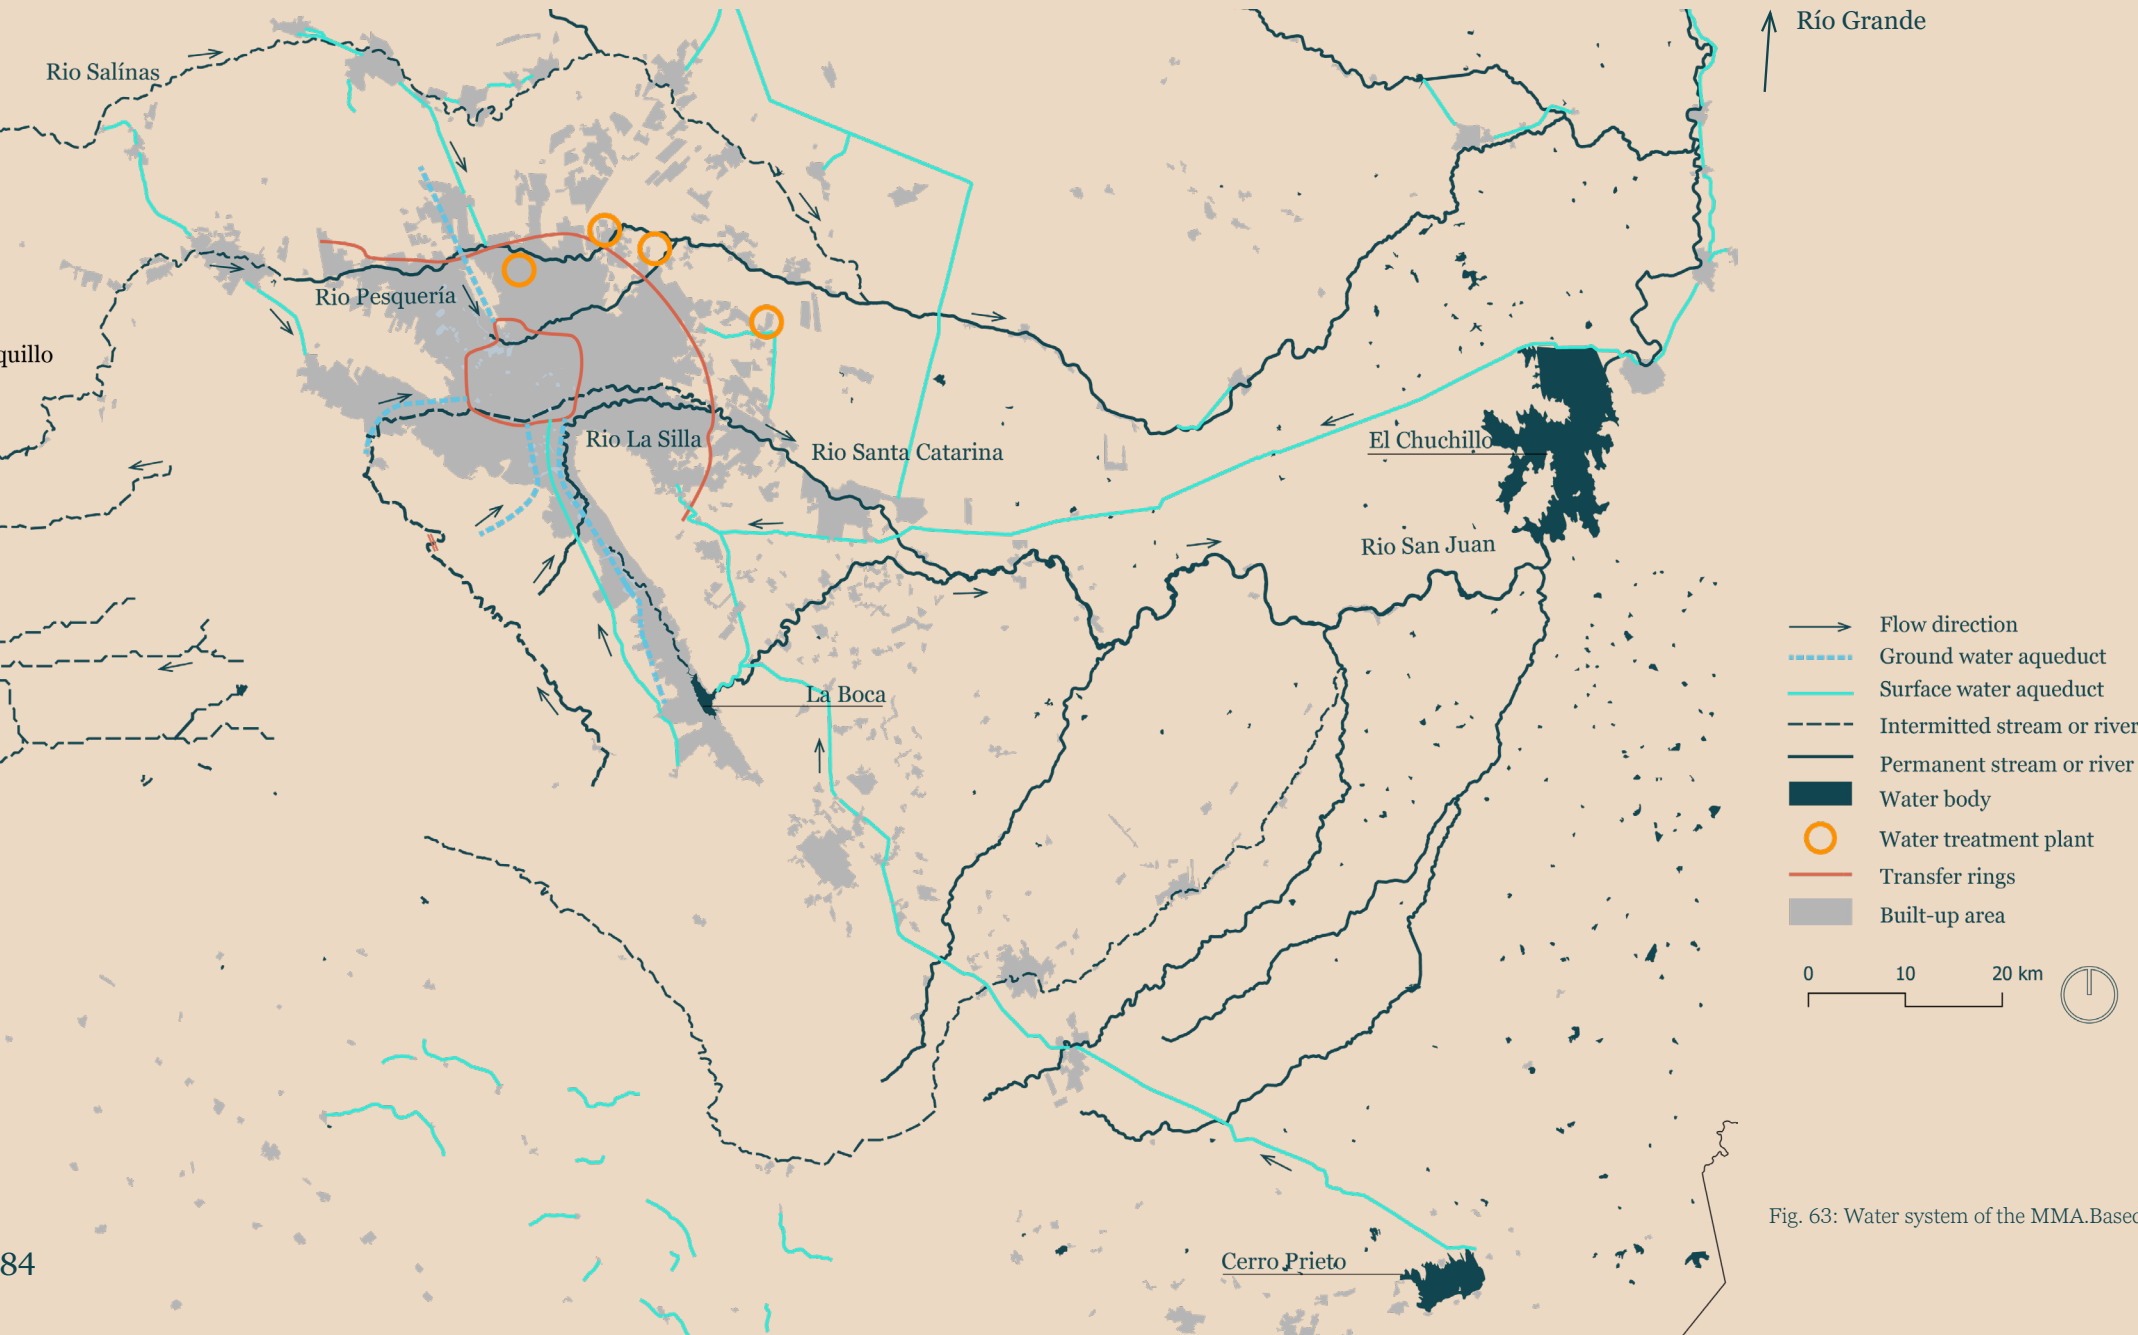 Río Grande
Rio Salínas
Rio Pesquería
quillo
Rio La Silla
Rio Santa Catarina
El Chuchillo
Rio San Juan
La Boca
Flow direction
Ground water aqueduct
Surface water aqueduct
Intermitted stream or river
Permanent stream or river
Water body
Water treatment plant
Transfer rings
Built-up area
0 10 20 km
Fig. 63: Water system of the MMA.Based
Cerro Prieto
84